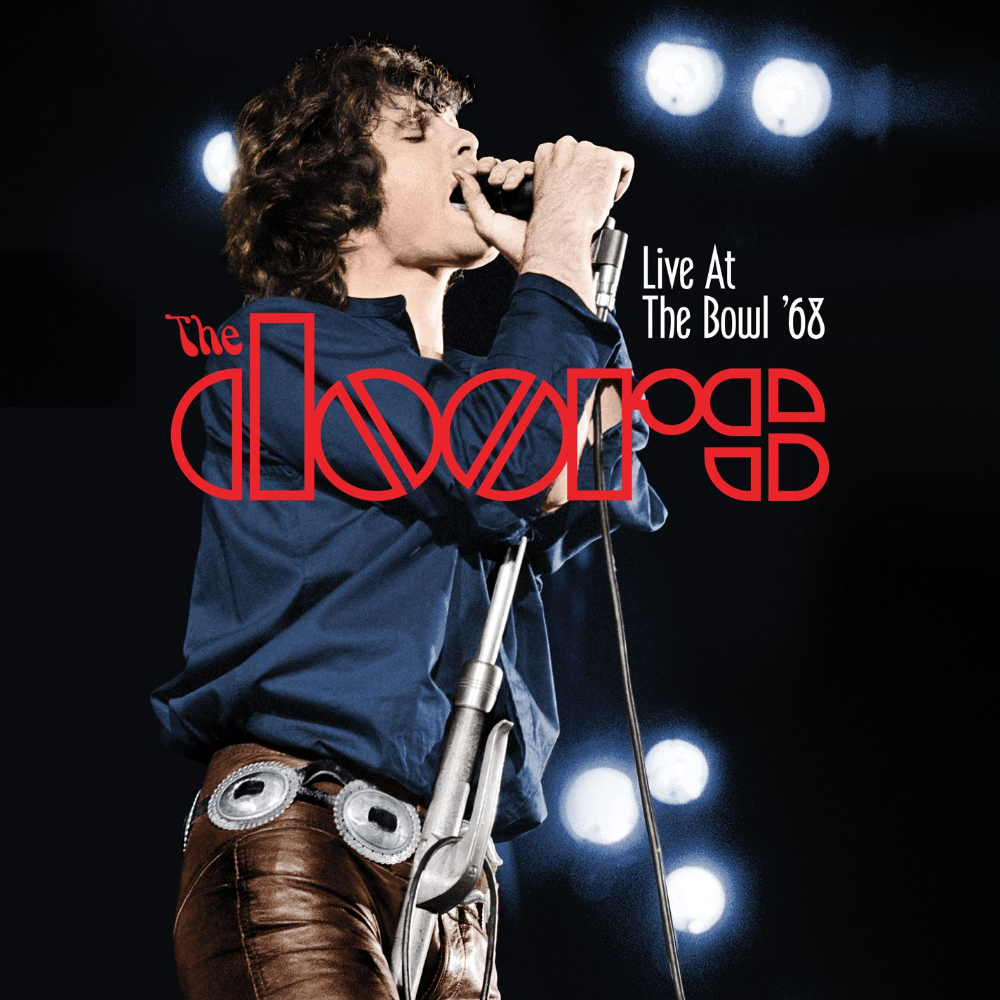 Live At
The Bowl '68
The
doors